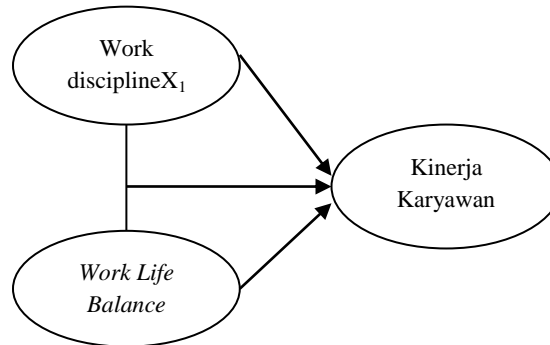 Work
disciplineX₁
Kinerja
Karyawan
Work Life
Balance